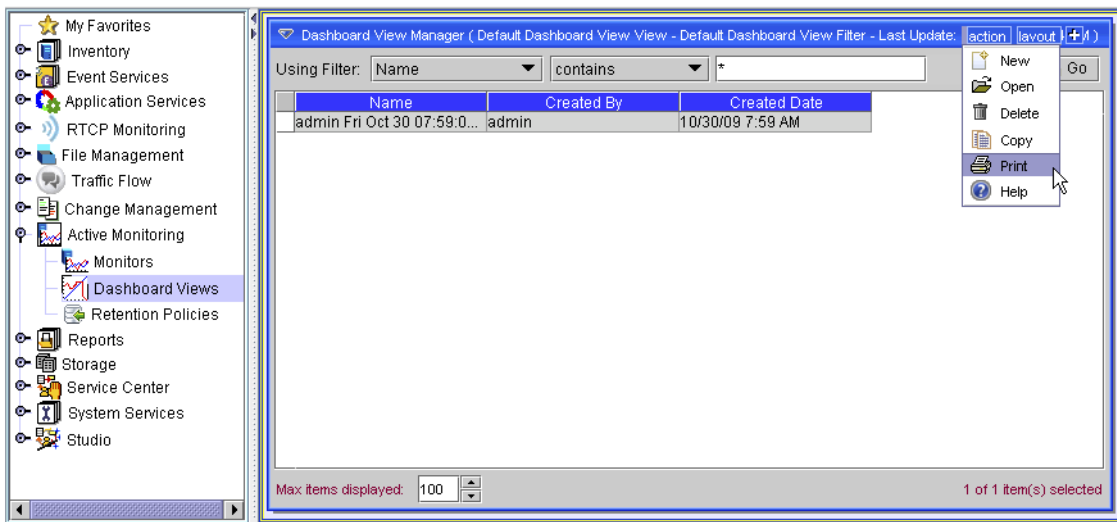 My Favorites
Inventory
Event Services
Application Services
RTCP Monitoring
File Management
Traffic Flow
Change Management
Active Monitoring
Monitors
Dashboard Views
Retention Policies
Reports
Storage
Service Center
System Services
Studio
Dashboard View Manager ( Default Dashboard View View - Default Dashboard View Filter - Last Update: action layout
Using Filter: Name contains * Go
Name Created By Created Date
admin Fri Oct 30 07:59:0... admin 10/30/09 7:59 AM
New
Open
Delete
Copy
Print
Help
Max items displayed: 100 1 of 1 item(s) selected